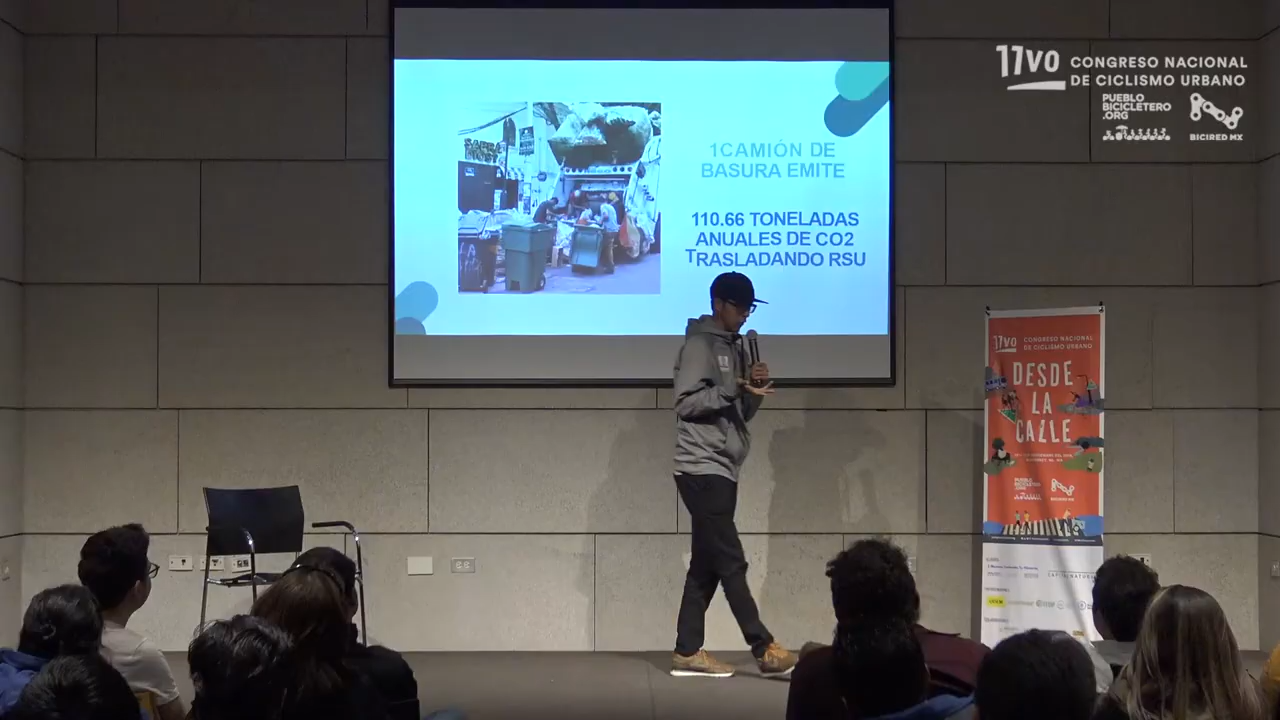 11vo
CONGRESO NACIONAL
DE CICLISMO URBANO
PUEBLO
BICICLETERO
.ORG
BICIRED MX
1CAMIÓN DE
BASURA EMITE
110.66 TONELADAS
ANUALES DE CO2
TRASLADANDO RSU
11vo
CONGRESO NACIONAL
DE CICLISMO URBANO
DESDE
LA
CALLE